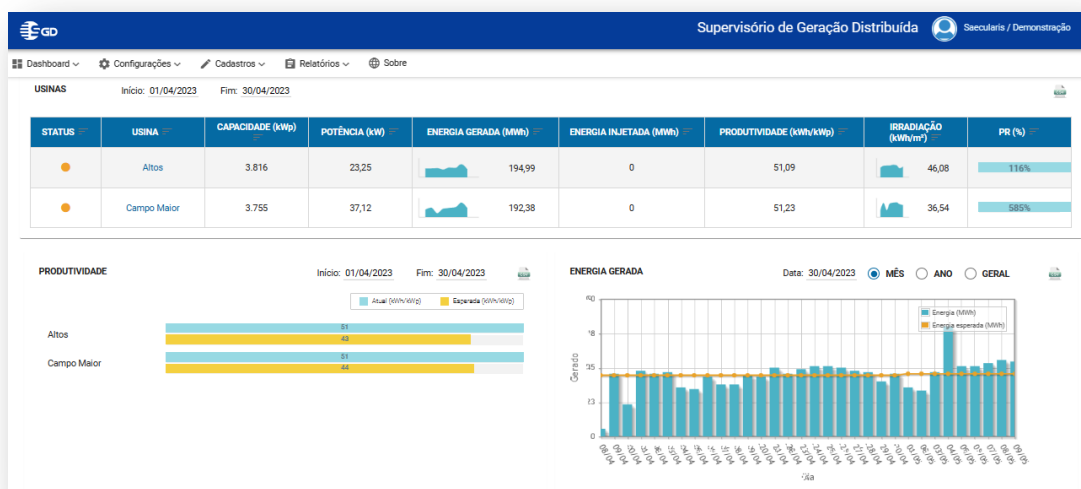 GD
Supervisório de Geração Distribuída
Saecularis / Demonstração
Dashboard Configurações Cadastros Relatórios Sobre
USINAS Início: 01/04/2023 Fim: 30/04/2023
STATUS USINA CAPACIDADE (kWp) POTÊNCIA (kW) ENERGIA GERADA (MWh) ENERGIA INJETADA (MWh) PRODUTIVIDADE (kWh/kWp) IRRADIAÇÃO (kWh/m²) PR (%)
Altos 3.816 23,25 194,99 0 51,09 46,08 116%
Campo Maior 3.755 37,12 192,38 0 51,23 36,54 585%
PRODUTIVIDADE Início: 01/04/2023 Fim: 30/04/2023
Atual (kWh/kWp) Esperada (kWh/kWp)
Altos 51
43
Campo Maior 51
44
ENERGIA GERADA Data: 30/04/2023 MÊS ANO GERAL
Energia (MWh)
Energia esperada (MWh)
Gerado
0
08/04 09/04